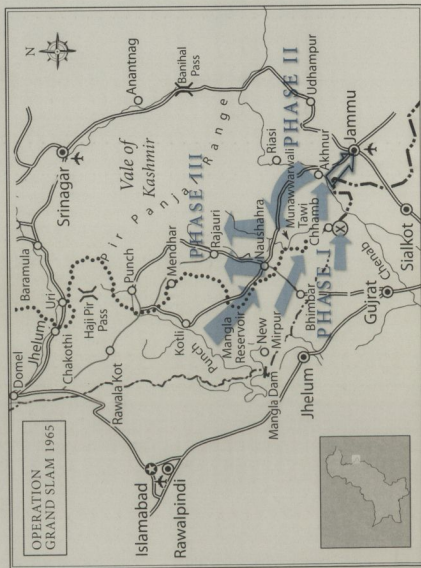 OPERATION
GRAND SLAM 1965
N
Domel
Srinagar
Baramula
Uri
Jhelum
Chakothi
Haji Pir
Pass
Anantnag
Banihal
Pass
Vale of
Kashmir
Pir Panjal Range
Rawala Kot
Punch
Mendhar
PHASE III
Rajauri
Islamabad
Rawalpindi
Kotli
Punch
Naushahra
Riasi
PHASE II
Udhampur
Mangla
Reservoir
New
Mirpur
Mangla Dam
Munawwarwali
Tawi
Akhnur
Chhamb
X
PHASE I
Bhimbar
Jammu
Jhelum
Chenab
Gujrat
Sialkot